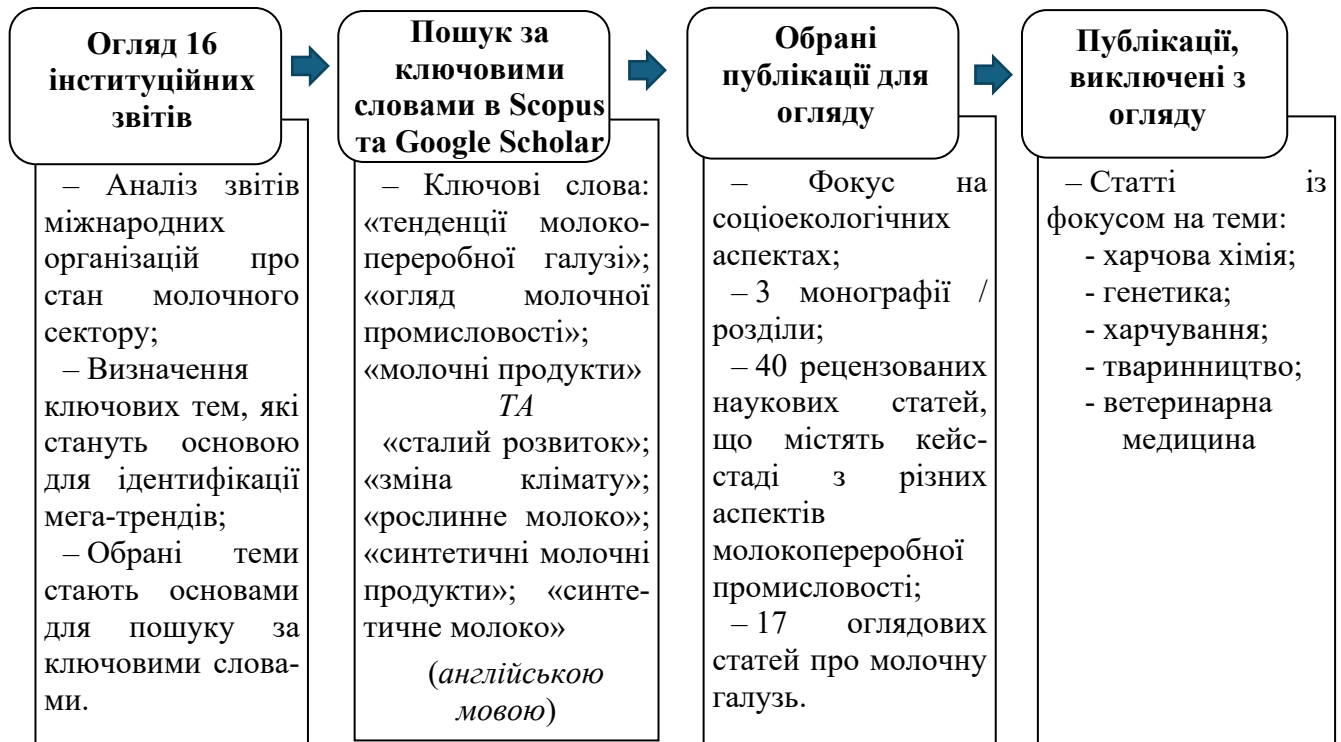 Огляд 16
інституційних
звітів
– Аналіз звітів
міжнародних
організацій про
стан молочного
сектору;
– Визначення
ключових тем, які
стануть основою
для ідентифікації
мега-трендів;
– Обрані теми
стають основами
для пошуку за
ключовими слова-
ми.
Пошук за
ключовими
словами в Scopus
та Google Scholar
– Ключові слова:
«тенденції молоко-
переробної галузі»;
«огляд молочної
промисловості»;
«молочні продукти»
ТА
«сталий розвиток»;
«зміна клімату»;
«рослинне молоко»;
«синтетичні молочні
продукти»; «синте-
тичне молоко»
(англійською
мовою)
Обрані
публікації для
огляду
– Фокус на
соціоекологічних
аспектах;
– 3 монографії /
розділи;
– 40 рецензованих
наукових статей,
що містять кейс-
стаді з різних
аспектів
молокопереробної
промисловості;
– 17 оглядових
статей про молочну
галузь.
Публікації,
виключені з
огляду
– Статті із
фокусом на теми:
- харчова хімія;
- генетика;
- харчування;
- тваринництво;
- ветеринарна
медицина